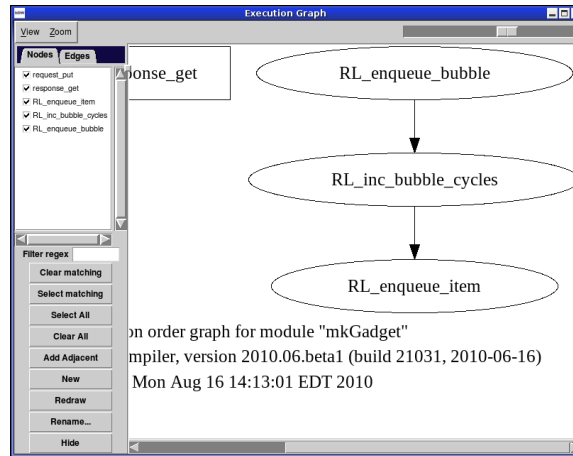 Execution Graph
View Zoom
Nodes Edges
request_put
response_get
RL_enqueue_item
RL_inc_bubble_cycles
RL_enqueue_bubble
Filter regex
Clear matching
Select matching
Select All
Clear All
Add Adjacent
New
Redraw
Rename...
Hide
onse_get
RL_enqueue_bubble
RL_inc_bubble_cycles
RL_enqueue_item
on order graph for module "mkGadget"
mpiler, version 2010.06.beta1 (build 21031, 2010-06-16)
Mon Aug 16 14:13:01 EDT 2010